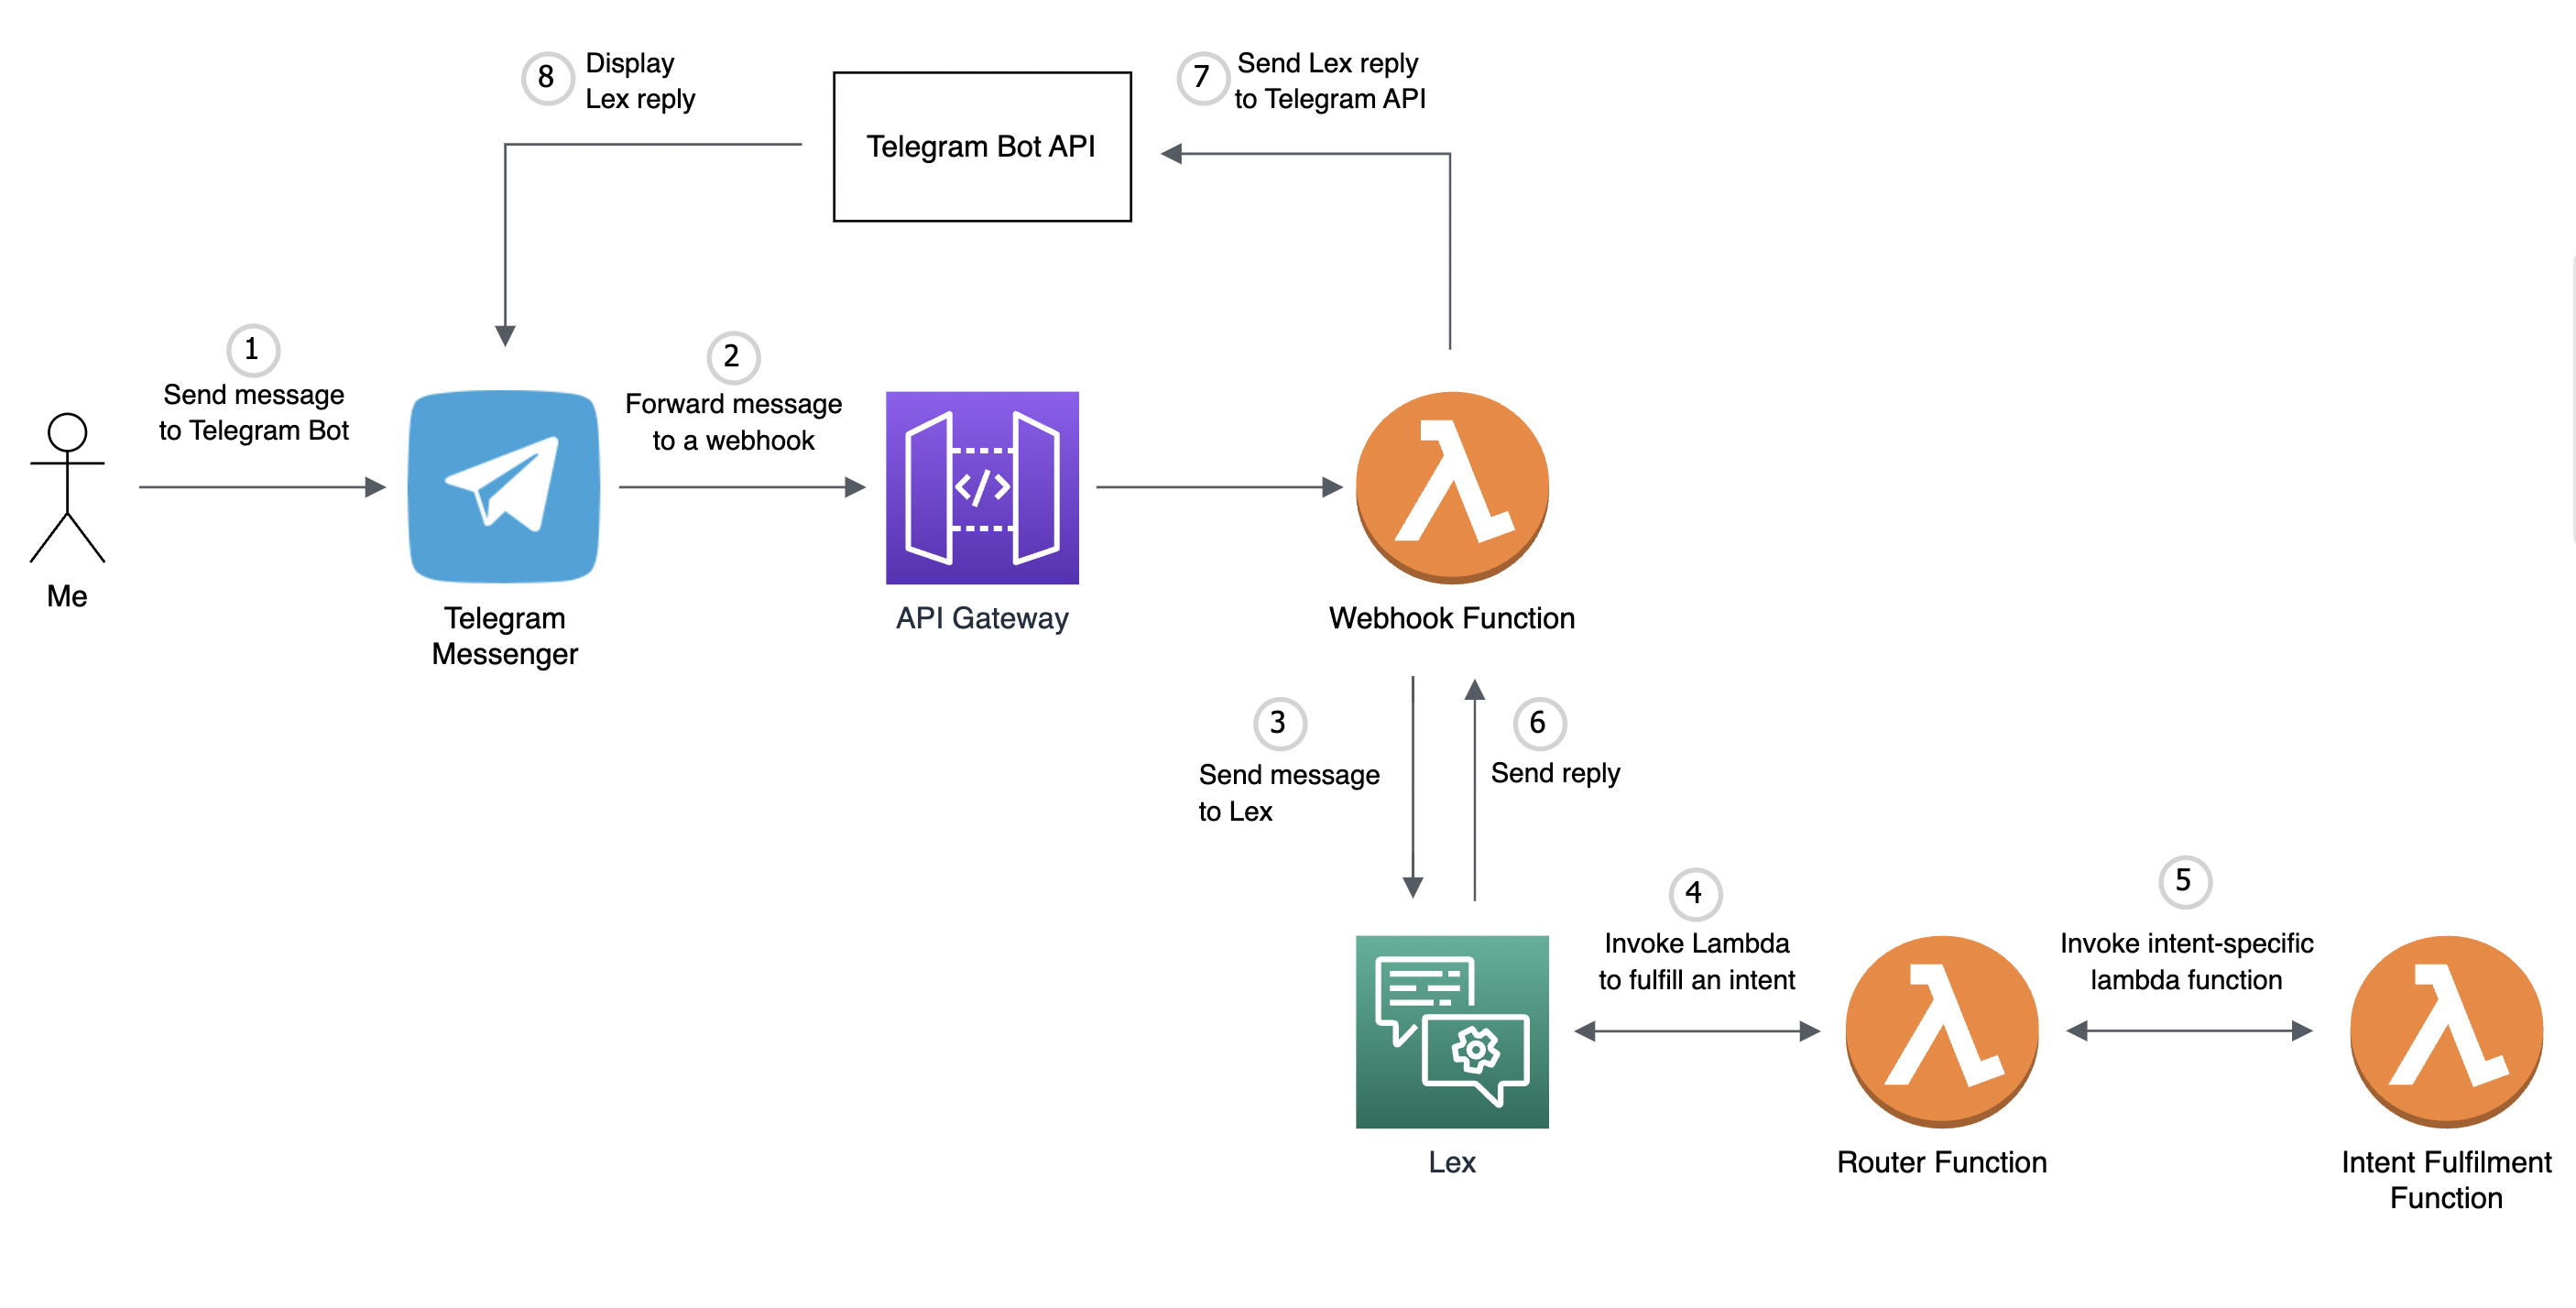 8
Display
Lex reply
Telegram Bot API
7
Send Lex reply
to Telegram API
1
Send message
to Telegram Bot
2
Forward message
to a webhook
</>
Me
Telegram
Messenger
API Gateway
Webhook Function
3
Send message
to Lex
6
Send reply
4
Invoke Lambda
to fulfill an intent
5
Invoke intent-specific
lambda function
Lex
Router Function
Intent Fulfilment
Function